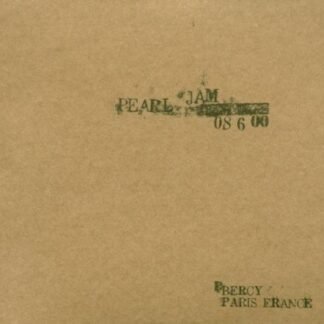 PEARL JAM
08 6 00
BERCY
PARIS FRANCE